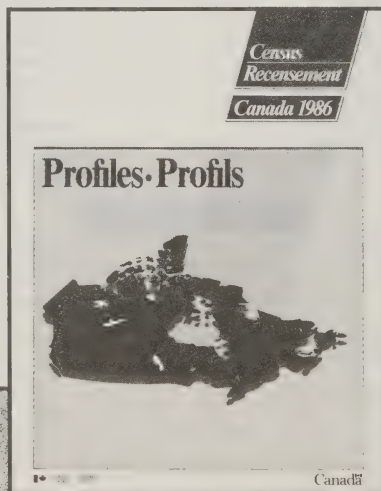 Census
Recensement
Canada 1986
Profiles • Profils
Canada